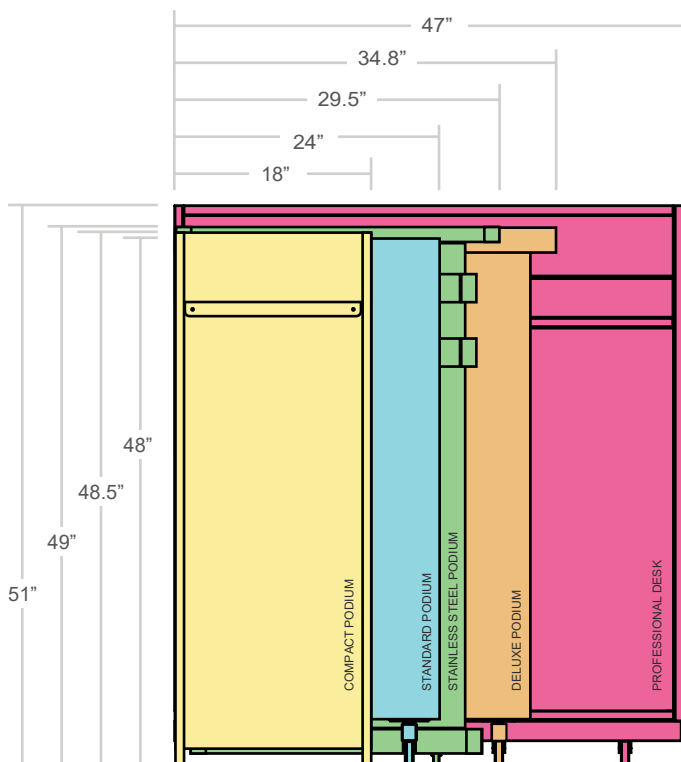 47”
34.8”
29.5”
24”
18”
48”
48.5”
49”
51”
COMPACT PODIUM
STANDARD PODIUM
STAINLESS STEEL PODIUM
DELUXE PODIUM
PROFESSIONAL DESK